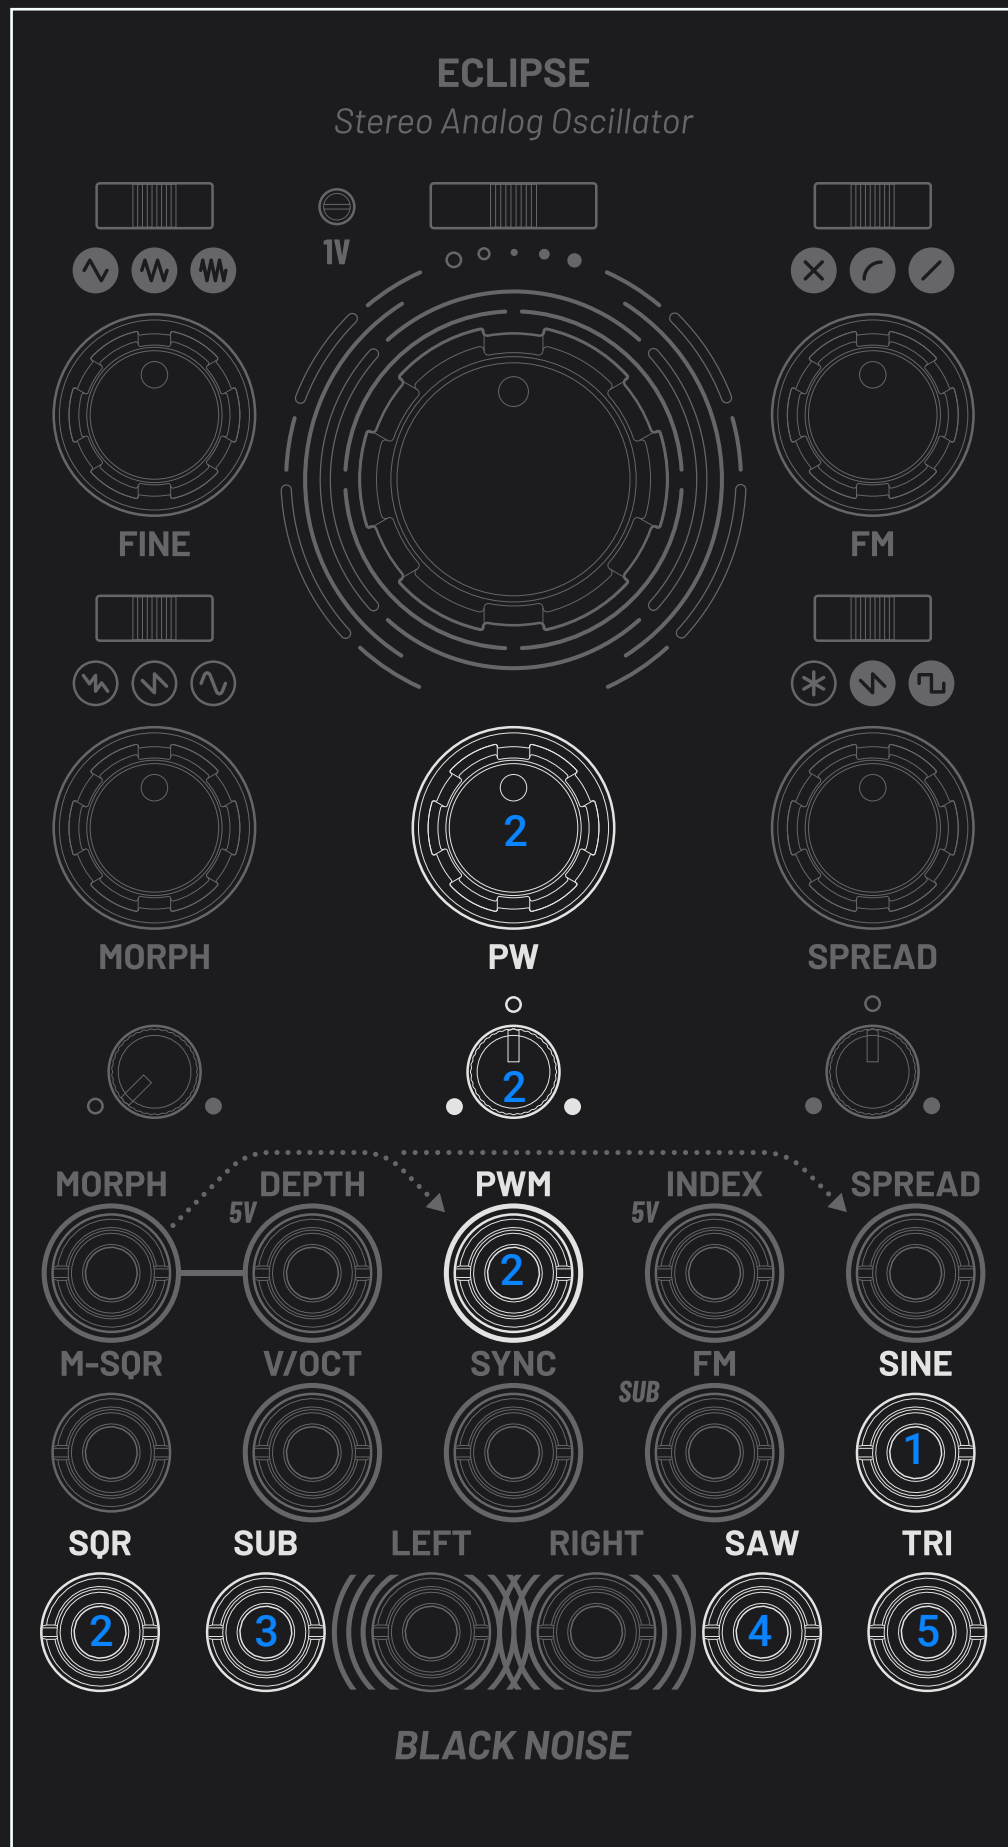 ECLIPSE
Stereo Analog Oscillator
1V
FINE
FM
2
MORPH
PW
SPREAD
2
MORPH
DEPTH
PWM
INDEX
SPREAD
5V
5V
2
M-SQR
V/OCT
SYNC
FM
SINE
SUB
1
SQR
SUB
LEFT
RIGHT
SAW
TRI
2
3
4
5
BLACK NOISE